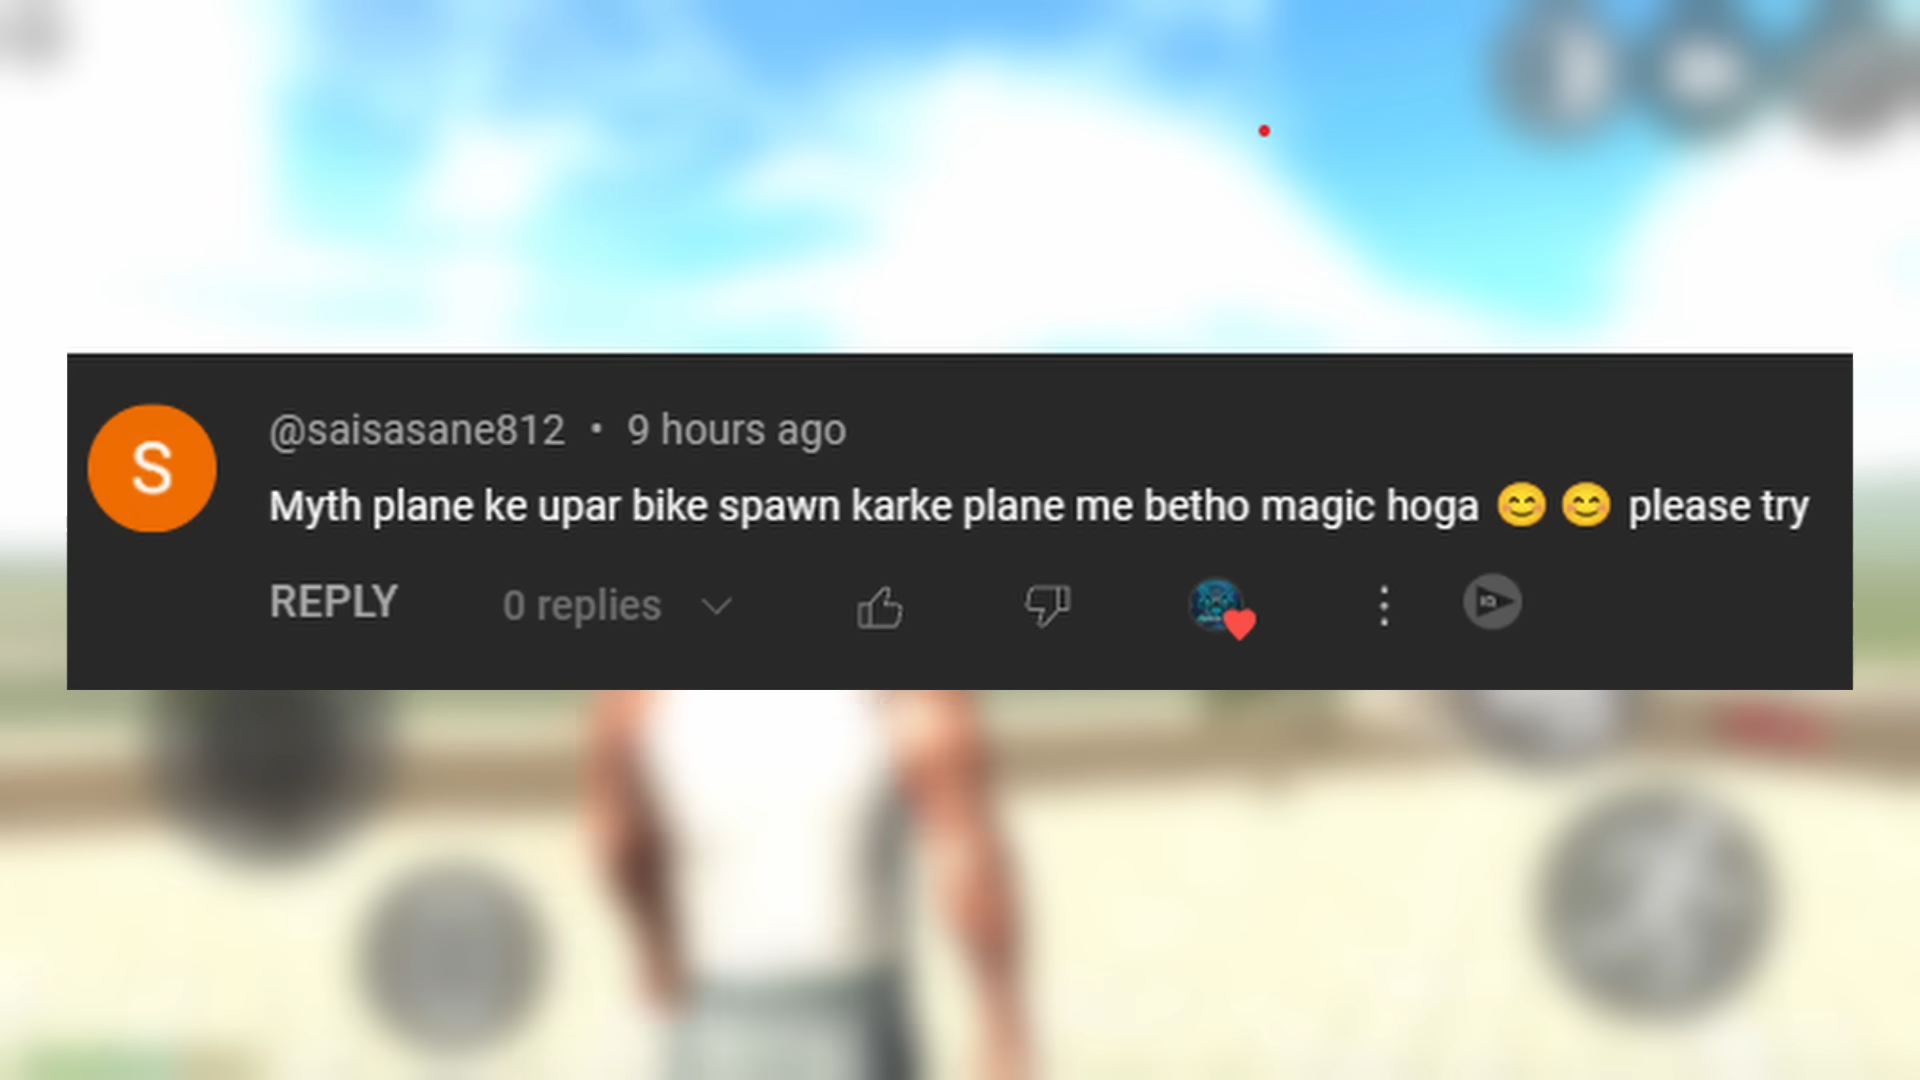 S
@saisasane812 • 9 hours ago
Myth plane ke upar bike spawn karke plane me betho magic hoga 😊 😊 please try
REPLY 0 replies
IQ